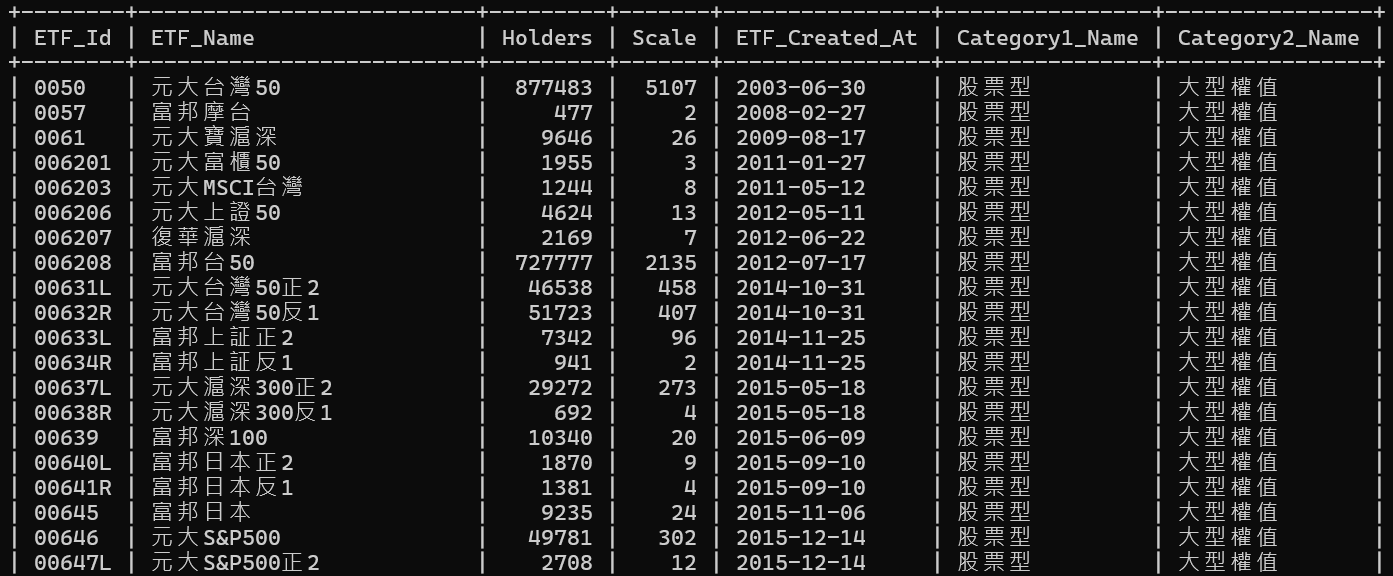 +--------+--------------------------+---------+-------+----------------+----------------+----------------+
| ETF_Id | ETF_Name                 | Holders | Scale | ETF_Created_At | Category1_Name | Category2_Name |
+--------+--------------------------+---------+-------+----------------+----------------+----------------+
| 0050   | 元大台灣50               |  877483 |  5107 | 2003-06-30     | 股票型         | 大型權值       |
| 0057   | 富邦摩台                 |     477 |     2 | 2008-02-27     | 股票型         | 大型權值       |
| 0061   | 元大寶滬深               |    9646 |    26 | 2009-08-17     | 股票型         | 大型權值       |
| 006201 | 元大富櫃50               |    1955 |     3 | 2011-01-27     | 股票型         | 大型權值       |
| 006203 | 元大MSCI台灣             |    1244 |     8 | 2011-05-12     | 股票型         | 大型權值       |
| 006206 | 元大上證50               |    4624 |    13 | 2012-05-11     | 股票型         | 大型權值       |
| 006207 | 復華滬深                 |    2169 |     7 | 2012-06-22     | 股票型         | 大型權值       |
| 006208 | 富邦台50                 |  727777 |  2135 | 2012-07-17     | 股票型         | 大型權值       |
| 00631L | 元大台灣50正2            |   46538 |   458 | 2014-10-31     | 股票型         | 大型權值       |
| 00632R | 元大台灣50反1            |   51723 |   407 | 2014-10-31     | 股票型         | 大型權值       |
| 00633L | 富邦上証正2              |    7342 |    96 | 2014-11-25     | 股票型         | 大型權值       |
| 00634R | 富邦上証反1              |     941 |     2 | 2014-11-25     | 股票型         | 大型權值       |
| 00637L | 元大滬深300正2           |   29272 |   273 | 2015-05-18     | 股票型         | 大型權值       |
| 00638R | 元大滬深300反1           |     692 |     4 | 2015-05-18     | 股票型         | 大型權值       |
| 00639  | 富邦深100                |   10340 |    20 | 2015-06-09     | 股票型         | 大型權值       |
| 00640L | 富邦日本正2              |    1870 |     9 | 2015-09-10     | 股票型         | 大型權值       |
| 00641R | 富邦日本反1              |    1381 |     4 | 2015-09-10     | 股票型         | 大型權值       |
| 00645  | 富邦日本                 |    9235 |    24 | 2015-11-06     | 股票型         | 大型權值       |
| 00646  | 元大S&P500               |   49781 |   302 | 2015-12-14     | 股票型         | 大型權值       |
| 00647L | 元大S&P500正2            |    2708 |    12 | 2015-12-14     | 股票型         | 大型權值       |